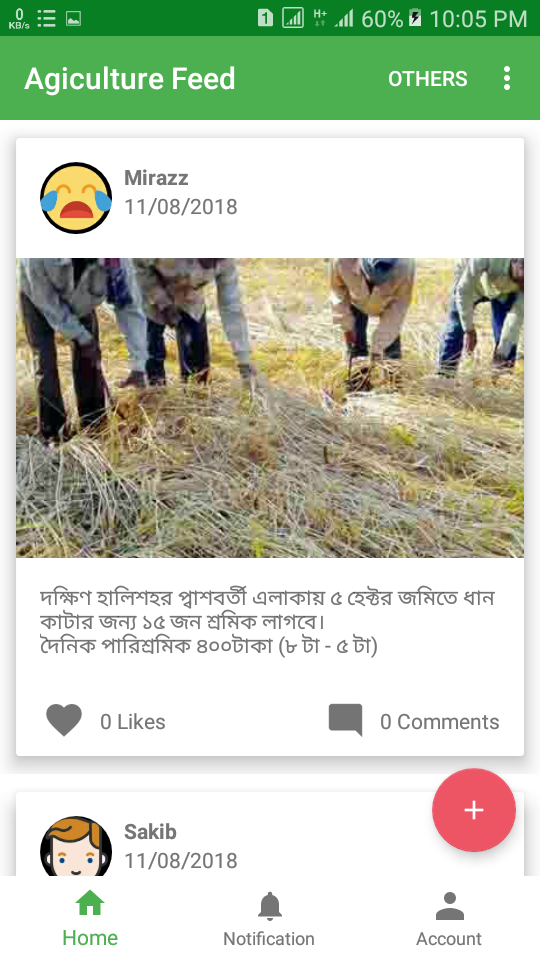 0
KB/s
1
H+
60%
10:05 PM
Agiculture Feed
OTHERS
Mirazz
11/08/2018
দক্ষিণ হালিশহর প্বাশবর্তী এলাকায় ৫ হেক্টর জমিতে ধান
কাটার জন্য ১৫ জন শ্রমিক লাগবে।
দৈনিক পারিশ্রমিক ৪০০টাকা (৮ টা - ৫ টা)
0 Likes
0 Comments
Sakib
11/08/2018
Home
Notification
Account